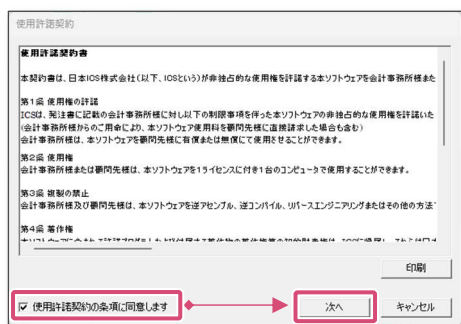 使用許諾契約
使用許諾契約書
本契約書は、日本ICS株式会社(以下、ICSという)が非独占的な使用権を許諾する本ソフトウェアを会計事務所様また
第1条 使用権の許諾
ICSは、発注書に記載の会計事務所様に対し以下の制限事項を伴った本ソフトウェアの非独占的な使用権を許諾いた
(会計事務所様からのご用命により、本ソフトウェア使用料を顧問先様に直接請求した場合も含む)
会計事務所様は、本ソフトウェアを顧問先様に有償または無償にて使用させることができます。
第2条 使用権
会計事務所様または顧問先様は、本ソフトウェアを1ライセンスに付き1台のコンピュータで使用することができます。
第3条 複製の禁止
会計事務所様及び顧問先様は、本ソフトウェアを逆アセンブル、逆コンパイル、リバースエンジニアリングまたはその他の方法
第4条 著作権
印刷
使用許諾契約の条項に同意します
次へ
キャンセル